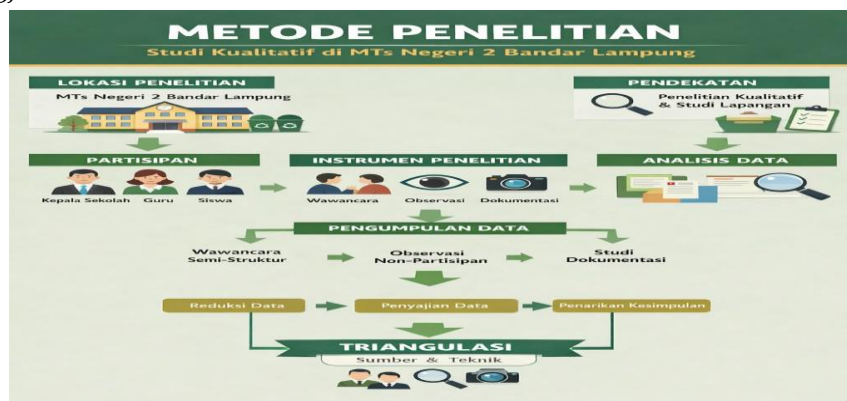 METODE PENELITIAN
Studi Kualitatif di MTs Negeri 2 Bandar Lampung
LOKASI PENELITIAN
MTs Negeri 2 Bandar Lampung
PENDEKATAN
Penelitian Kualitatif
& Studi Lapangan
PARTISIPAN
Kepala Sekolah Guru Siswa
INSTRUMEN PENELITIAN
Wawancara Observasi Dokumentasi
ANALISIS DATA
PENGUMPULAN DATA
Wawancara
Semi-Struktur
Observasi
Non-Partisipan
Studi
Dokumentasi
Reduksi Data
Penyajian Data
Penarikan Kesimpulan
TRIANGULASI
Sumber & Teknik